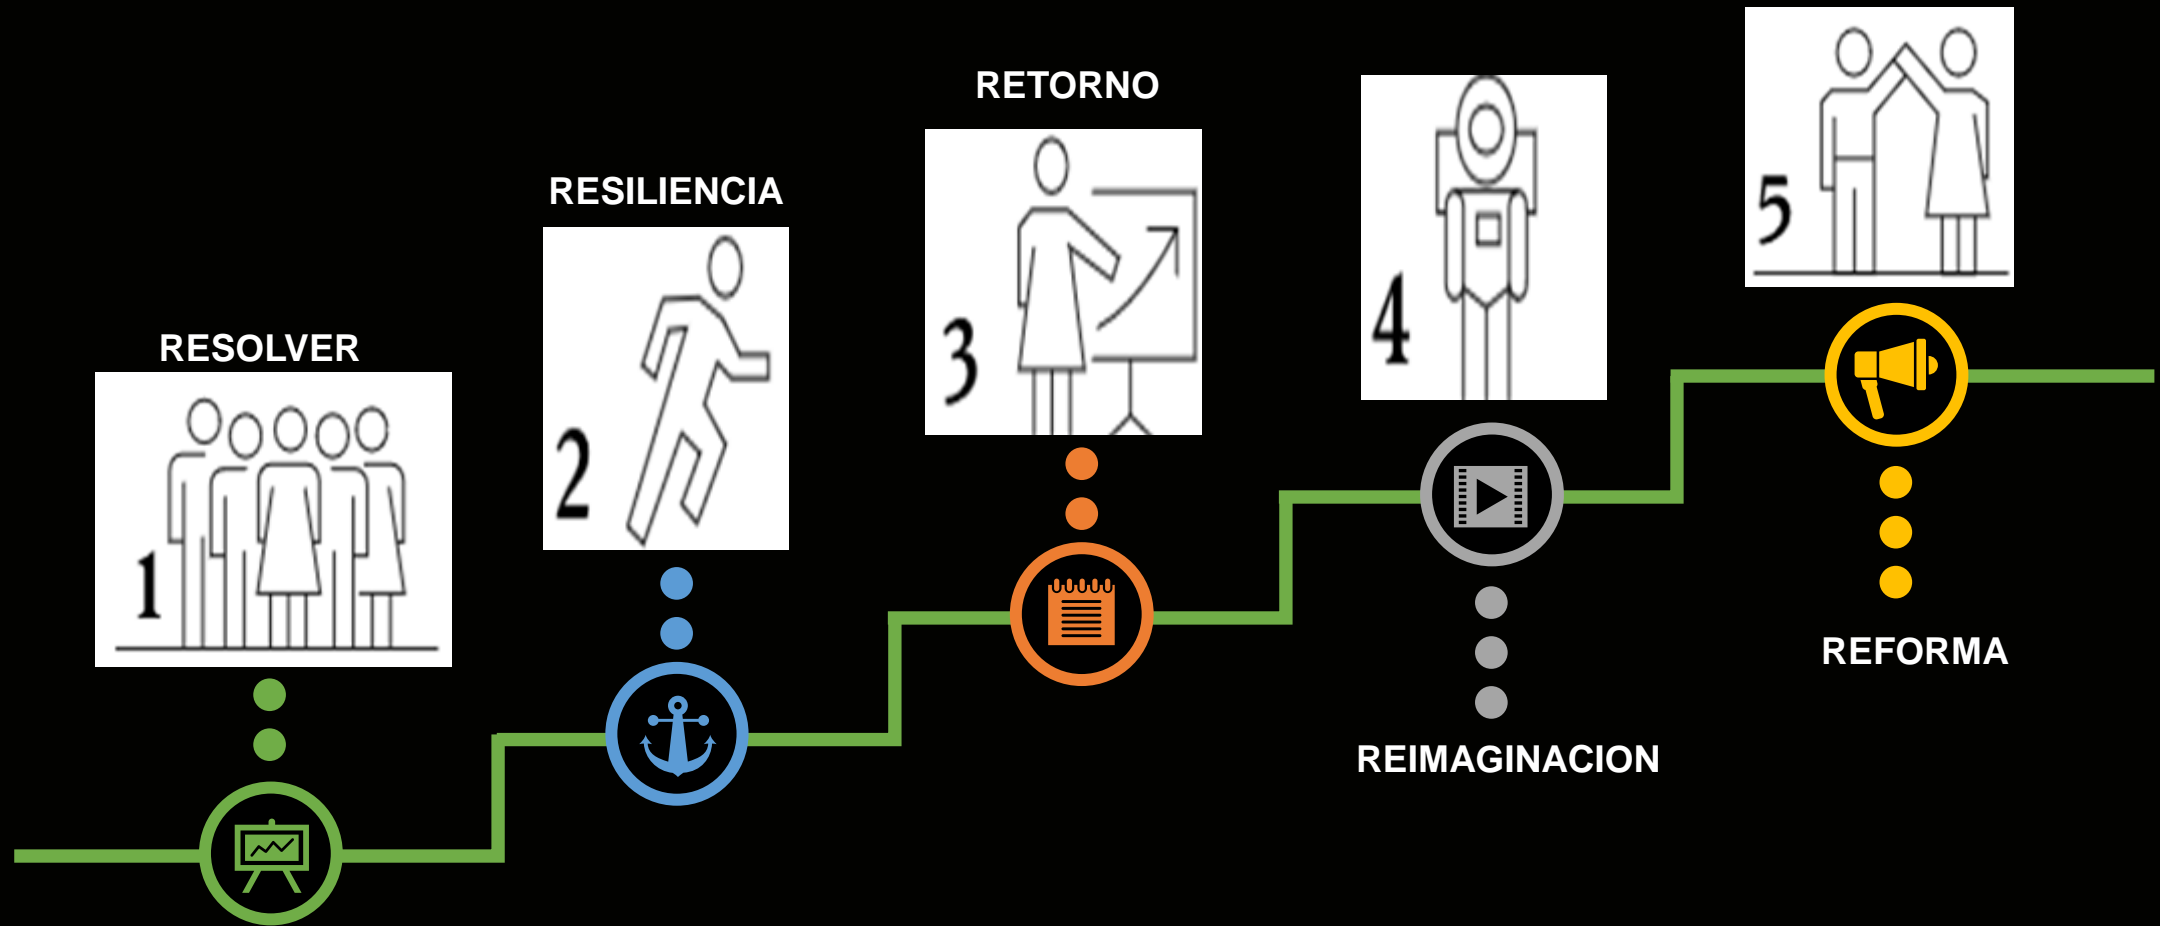 RESOLVER
1
RESILIENCIA
2
RETORNO
3
4
REIMAGINACION
5
REFORMA